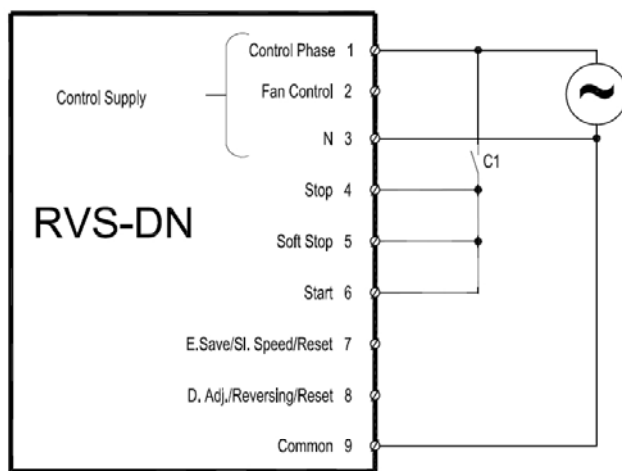 Control Phase 1
Fan Control 2
Control Supply
N 3
C1
Stop 4
RVS-DN
Soft Stop 5
Start 6
E.Save/Sl. Speed/Reset 7
D. Adj./Reversing/Reset 8
Common 9